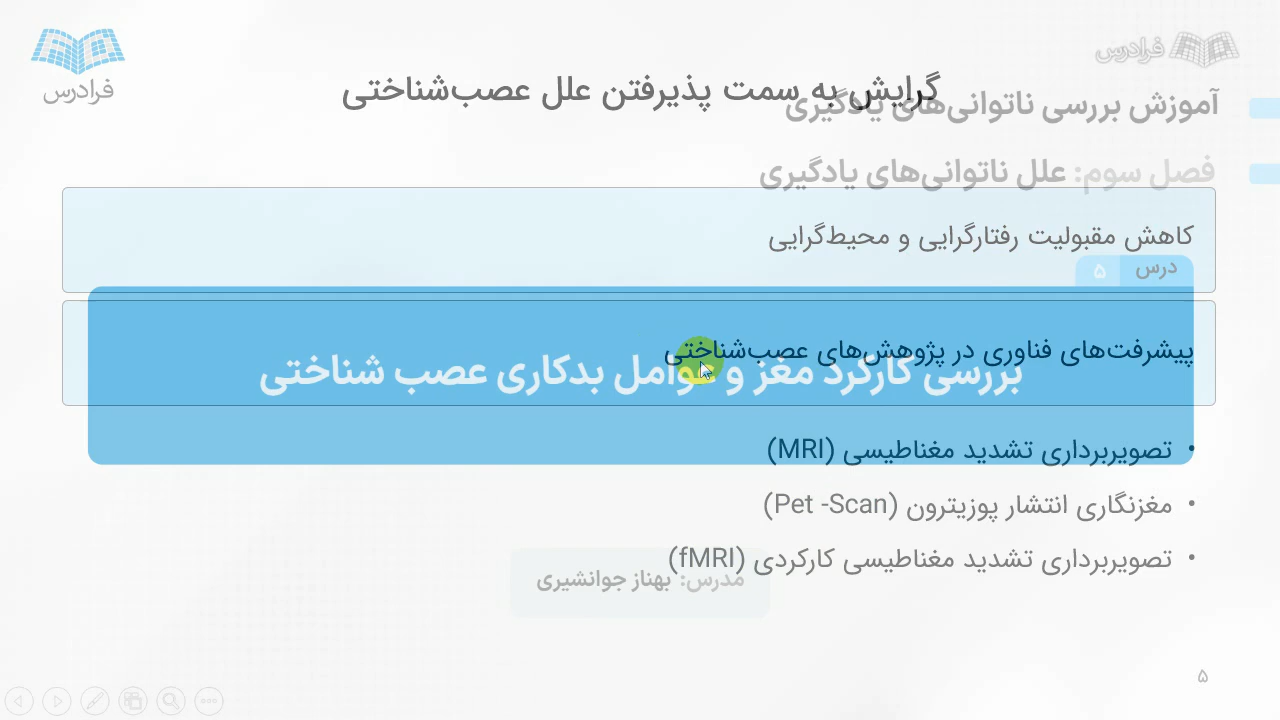 فرادرس
فرادرس
گرایش به سمت پذیرفتن علل عصب‌شناختی
آموزش بررسی ناتوانی‌های یادگیری
فصل سوم: علل ناتوانی‌های یادگیری
کاهش مقبولیت رفتارگرایی و محیط‌گرایی
درس ۵
پیشرفت‌های فناوری در پژوهش‌های عصب‌شناختی
بررسی کارکرد مغز و عوامل بدکاری عصب شناختی
• تصویربرداری تشدید مغناطیسی (MRI)
• مغزنگاری انتشار پوزیترون (Pet -Scan)
• تصویربرداری تشدید مغناطیسی کارکردی (fMRI)
مدرس: بهناز جوانشیری
۵